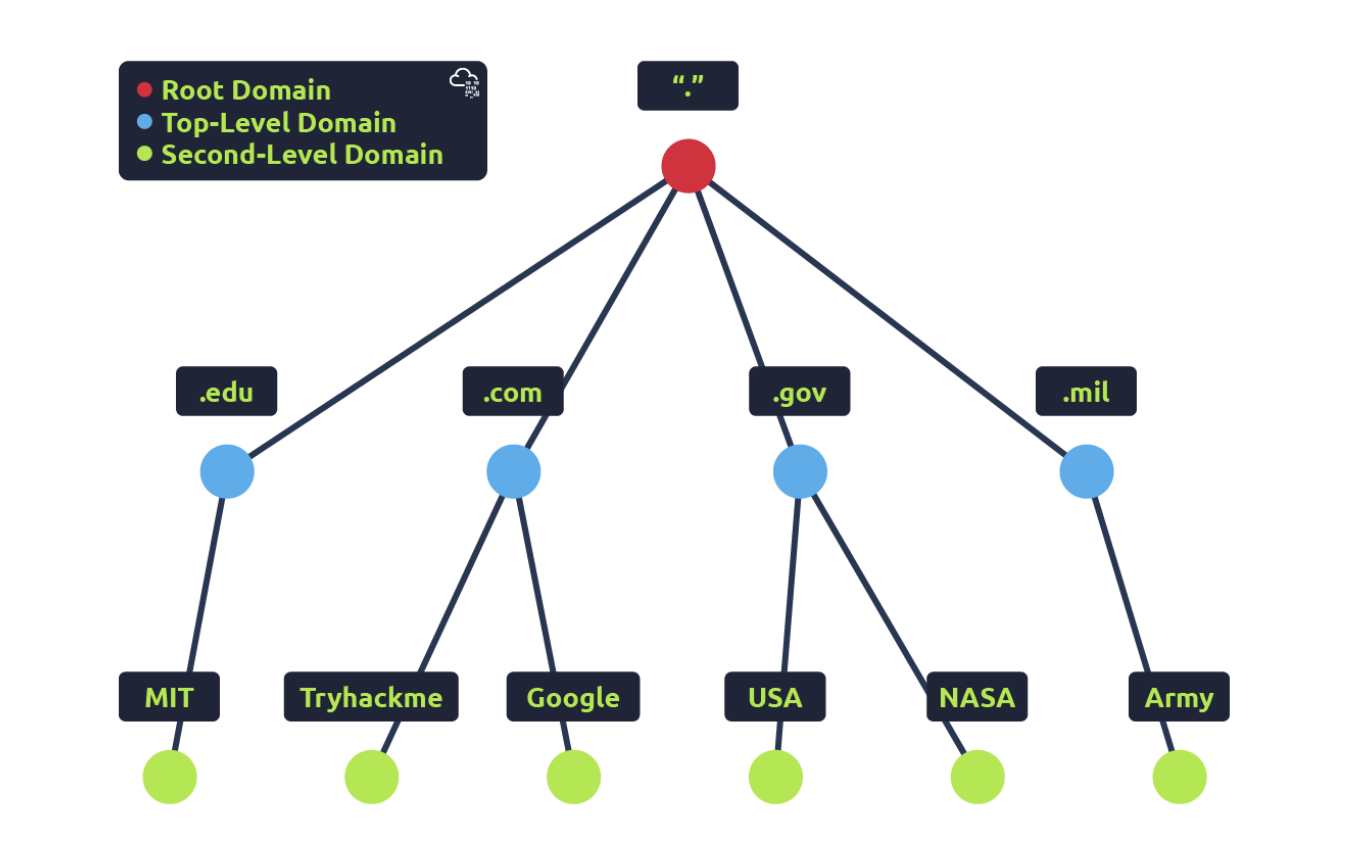 Root Domain
Top-Level Domain
Second-Level Domain
“.”
.edu
.com
.gov
.mil
MIT
Tryhackme
Google
USA
NASA
Army